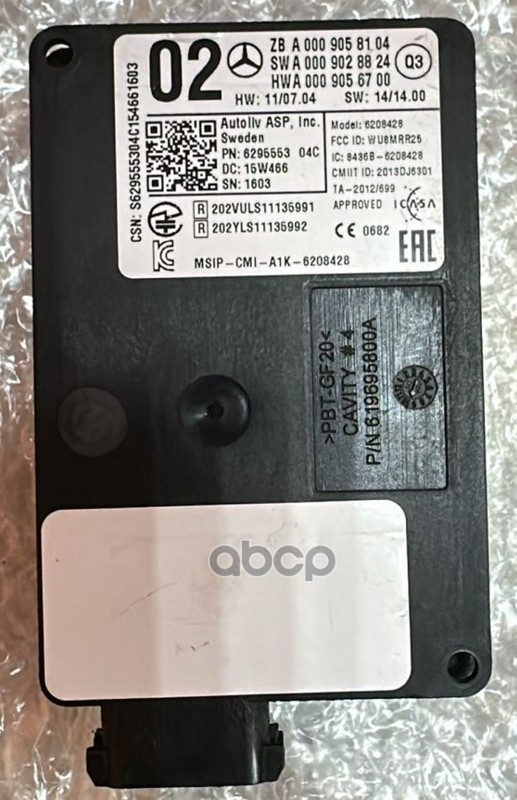 02
ZB A 000 905 81 04
SW A 000 902 88 24
HW A 000 905 67 00
Q3
HW: 11/07.04 SW: 14/14.00
CSN: S629555304C154661603
Autoliv ASP, Inc.
Sweden
PN: 6295553 04C
DC: 15W466
SN: 1603
Model: 6208428
FCC ID: WU8MRR25
IC: 8436B-6208428
CMIIT ID: 2013DJ6301
TA-2012/699
APPROVED ICASA
R 202VULS11135991
R 202YLS11135992
CE 0682
EAC
MSIP-CMI-A1K-6208428
>PBT-GF20<
CAVITY #4
P/N 619695800A
abcp